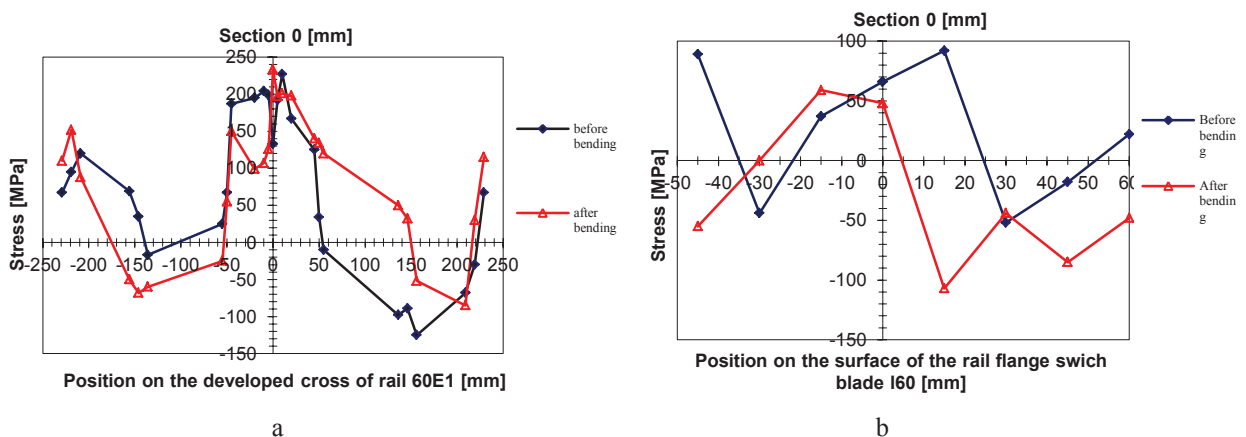 Section 0 [mm]
250
200
150
100
50
0
-50
-100
-150
-250 -200 -150 -100 -50 0 50 100 150 200 250
Stress [MPa]
Position on the developed cross of rail 60E1 [mm]
before
bending
after
bending
a
Section 0 [mm]
100
50
0
-50
-100
-150
-50 -40 -30 -20 -10 0 10 20 30 40 50 60
Stress [MPa]
Position on the surface of the rail flange swich
blade I60 [mm]
Before
bendin
g
After
bendin
g
b